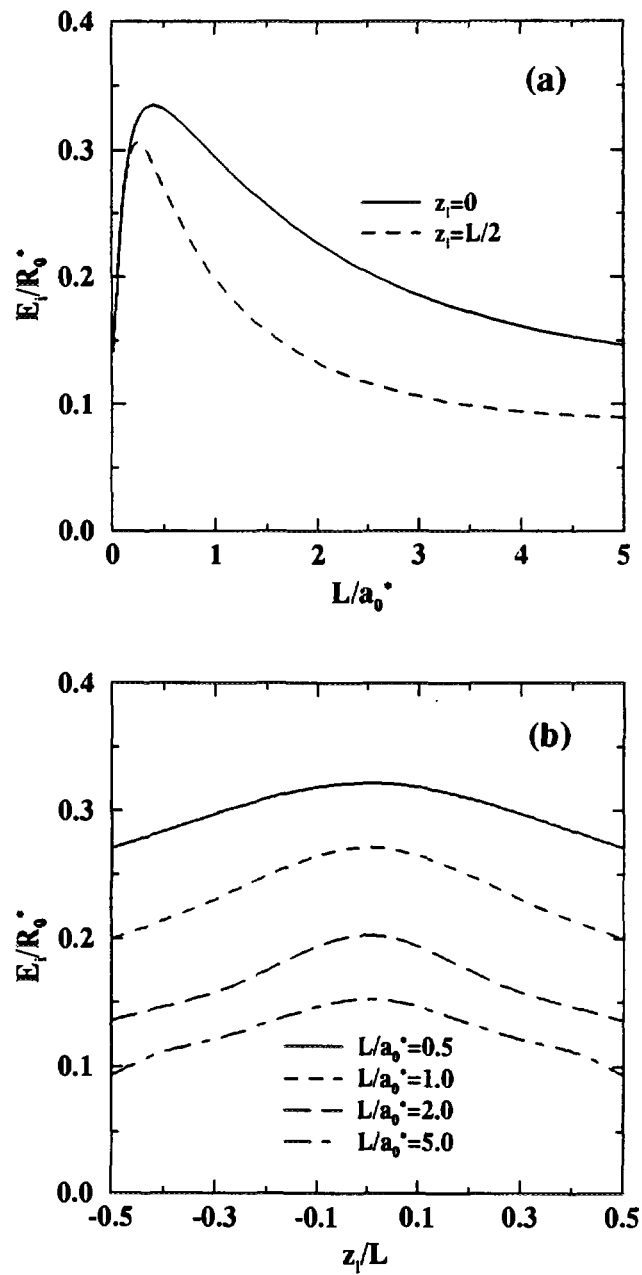 0.4
(a)
0.3
z_i=0
z_i=L/2
E_i/R_0^*
0.2
0.1
0.0
0 1 2 3 4 5
L/a_0^*
0.4
(b)
0.3
E_i/R_0^*
0.2
L/a_0^*=0.5
L/a_0^*=1.0
0.1
L/a_0^*=2.0
L/a_0^*=5.0
0.0
-0.5 -0.3 -0.1 0.1 0.3 0.5
z_i/L